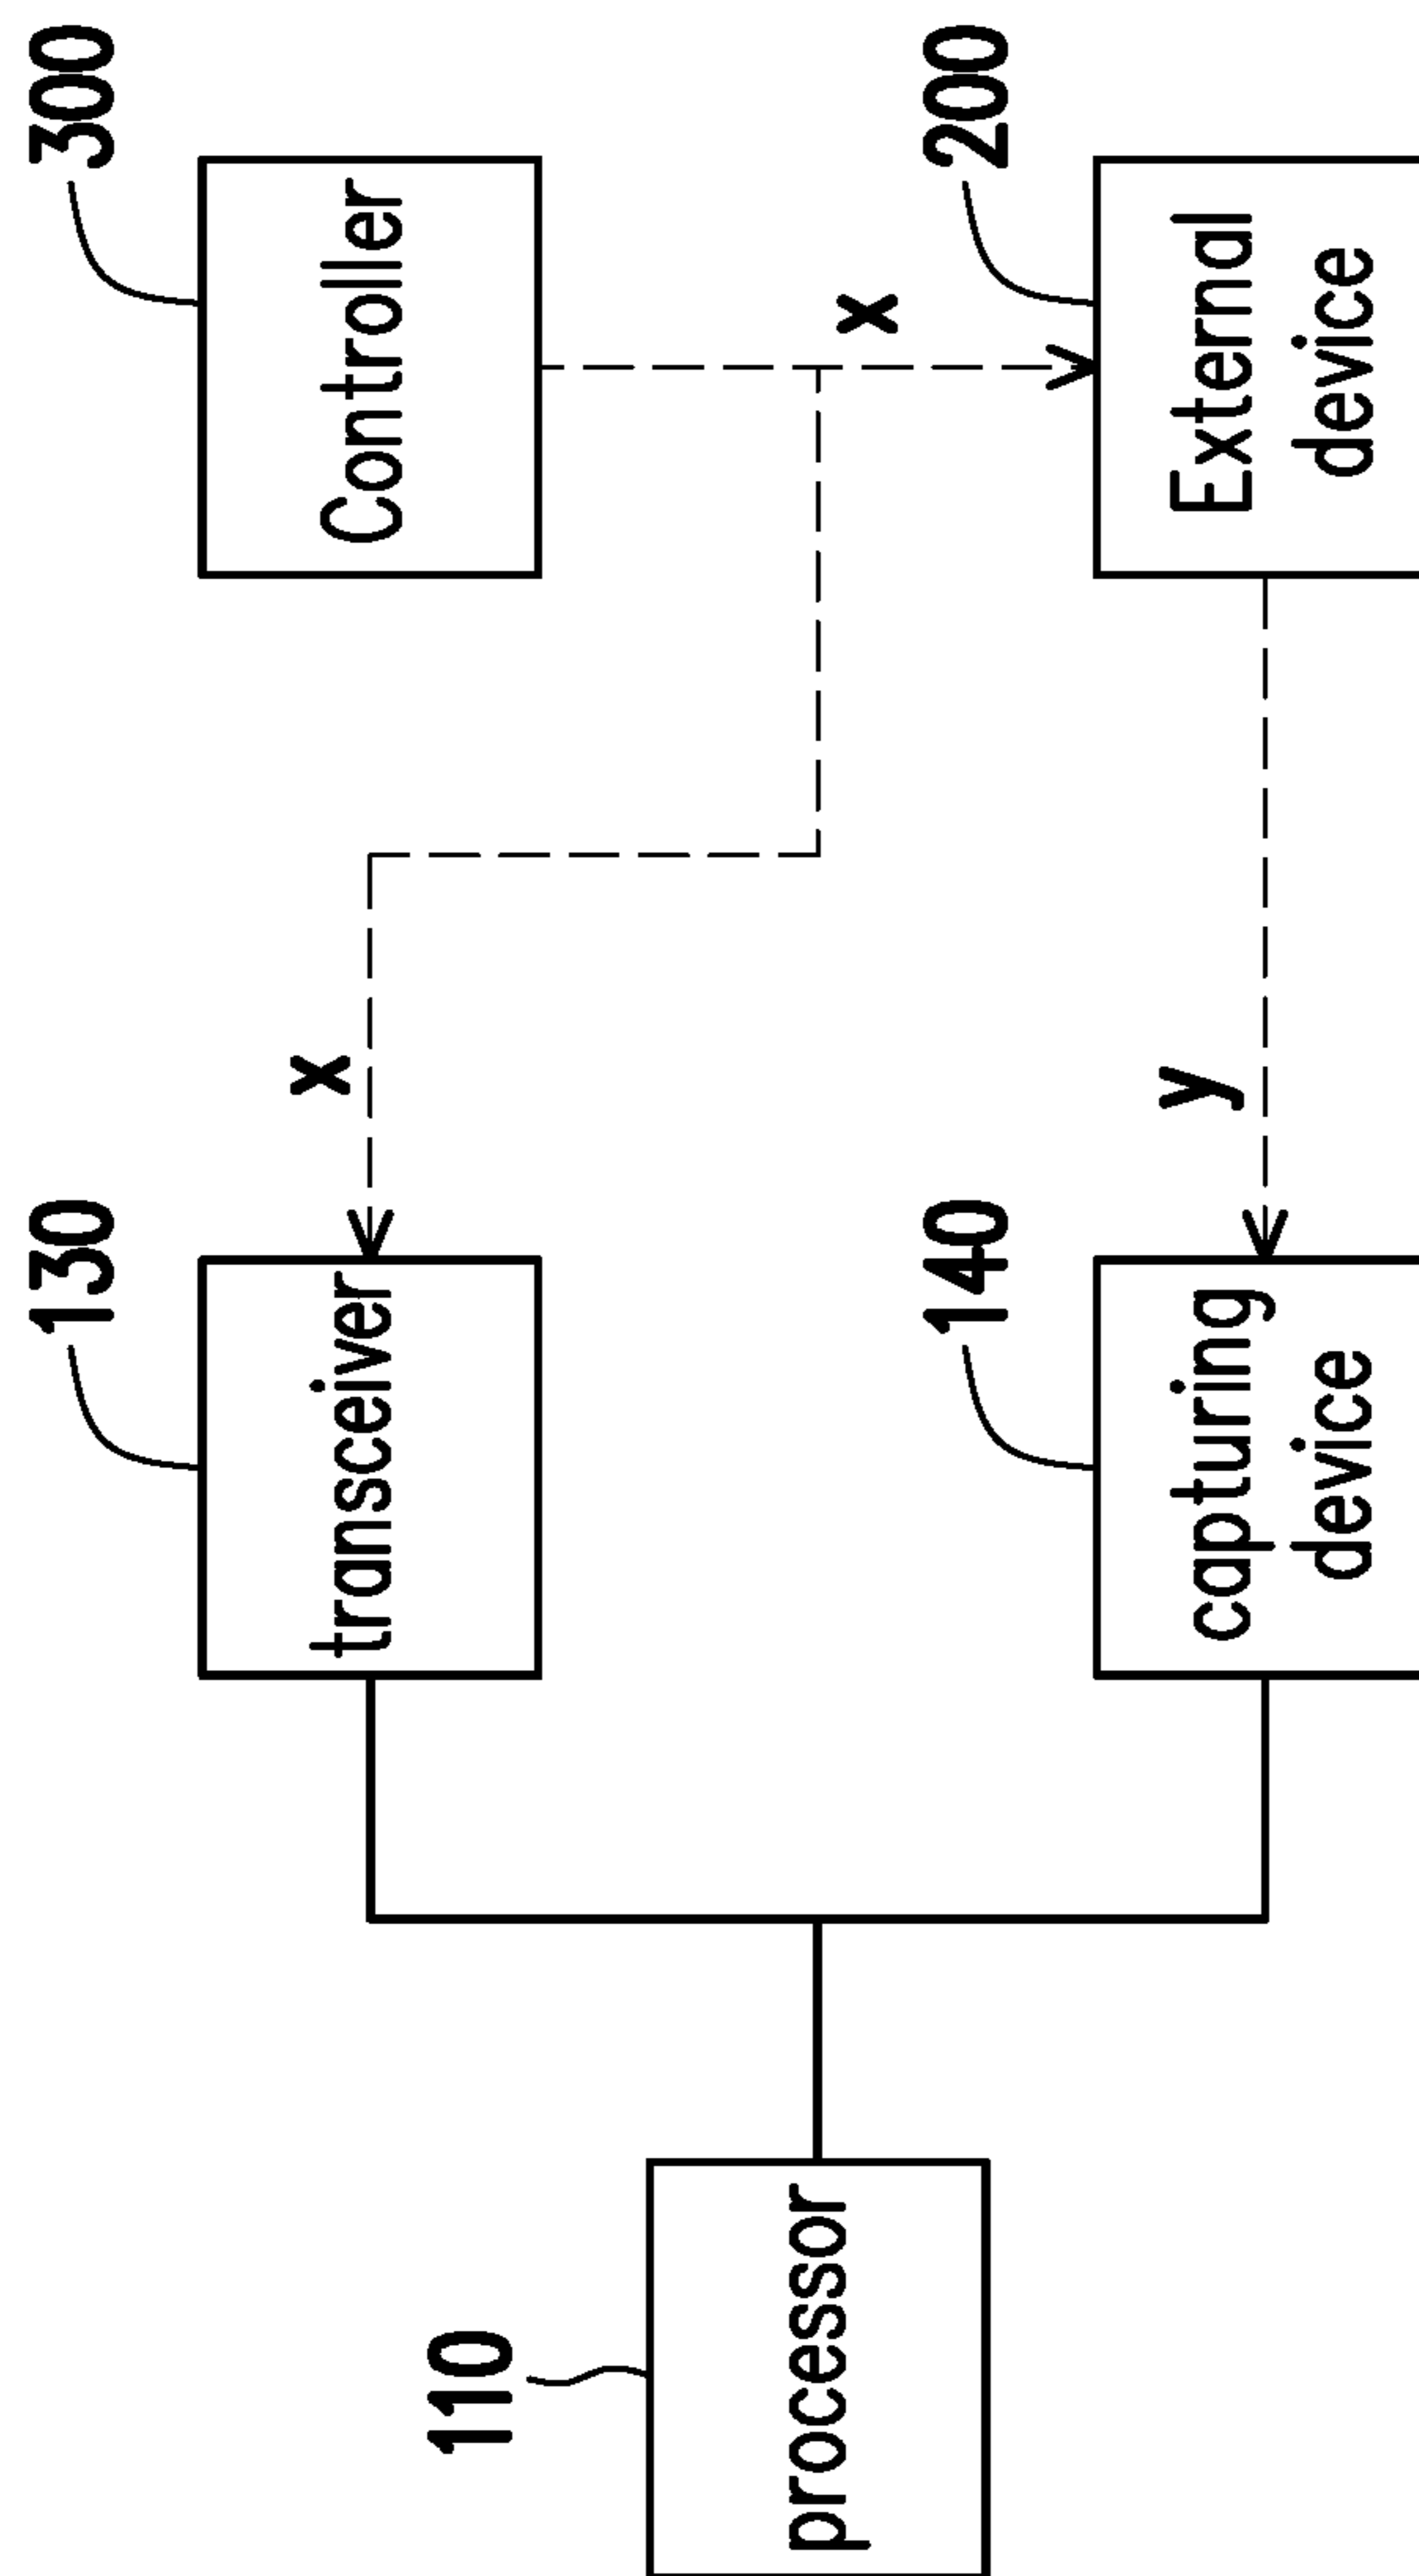 110
processor
130
transceiver
x
300
Controller
x
140
capturing
device
y
200
External
device